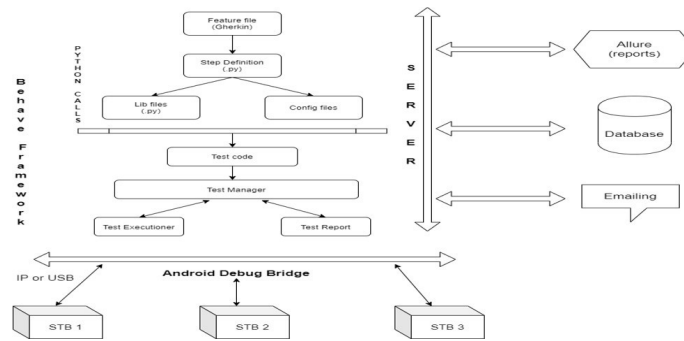 Feature file
(Gherkin)
Step Definition
(.py)
Lib files
(.py)
Config files
PYTHON CALLS
Behave Framework
Test code
Test Manager
Test Executioner
Test Report
SERVER
Allure
(reports)
Database
Emailing
IP or USB
Android Debug Bridge
STB 1
STB 2
STB 3